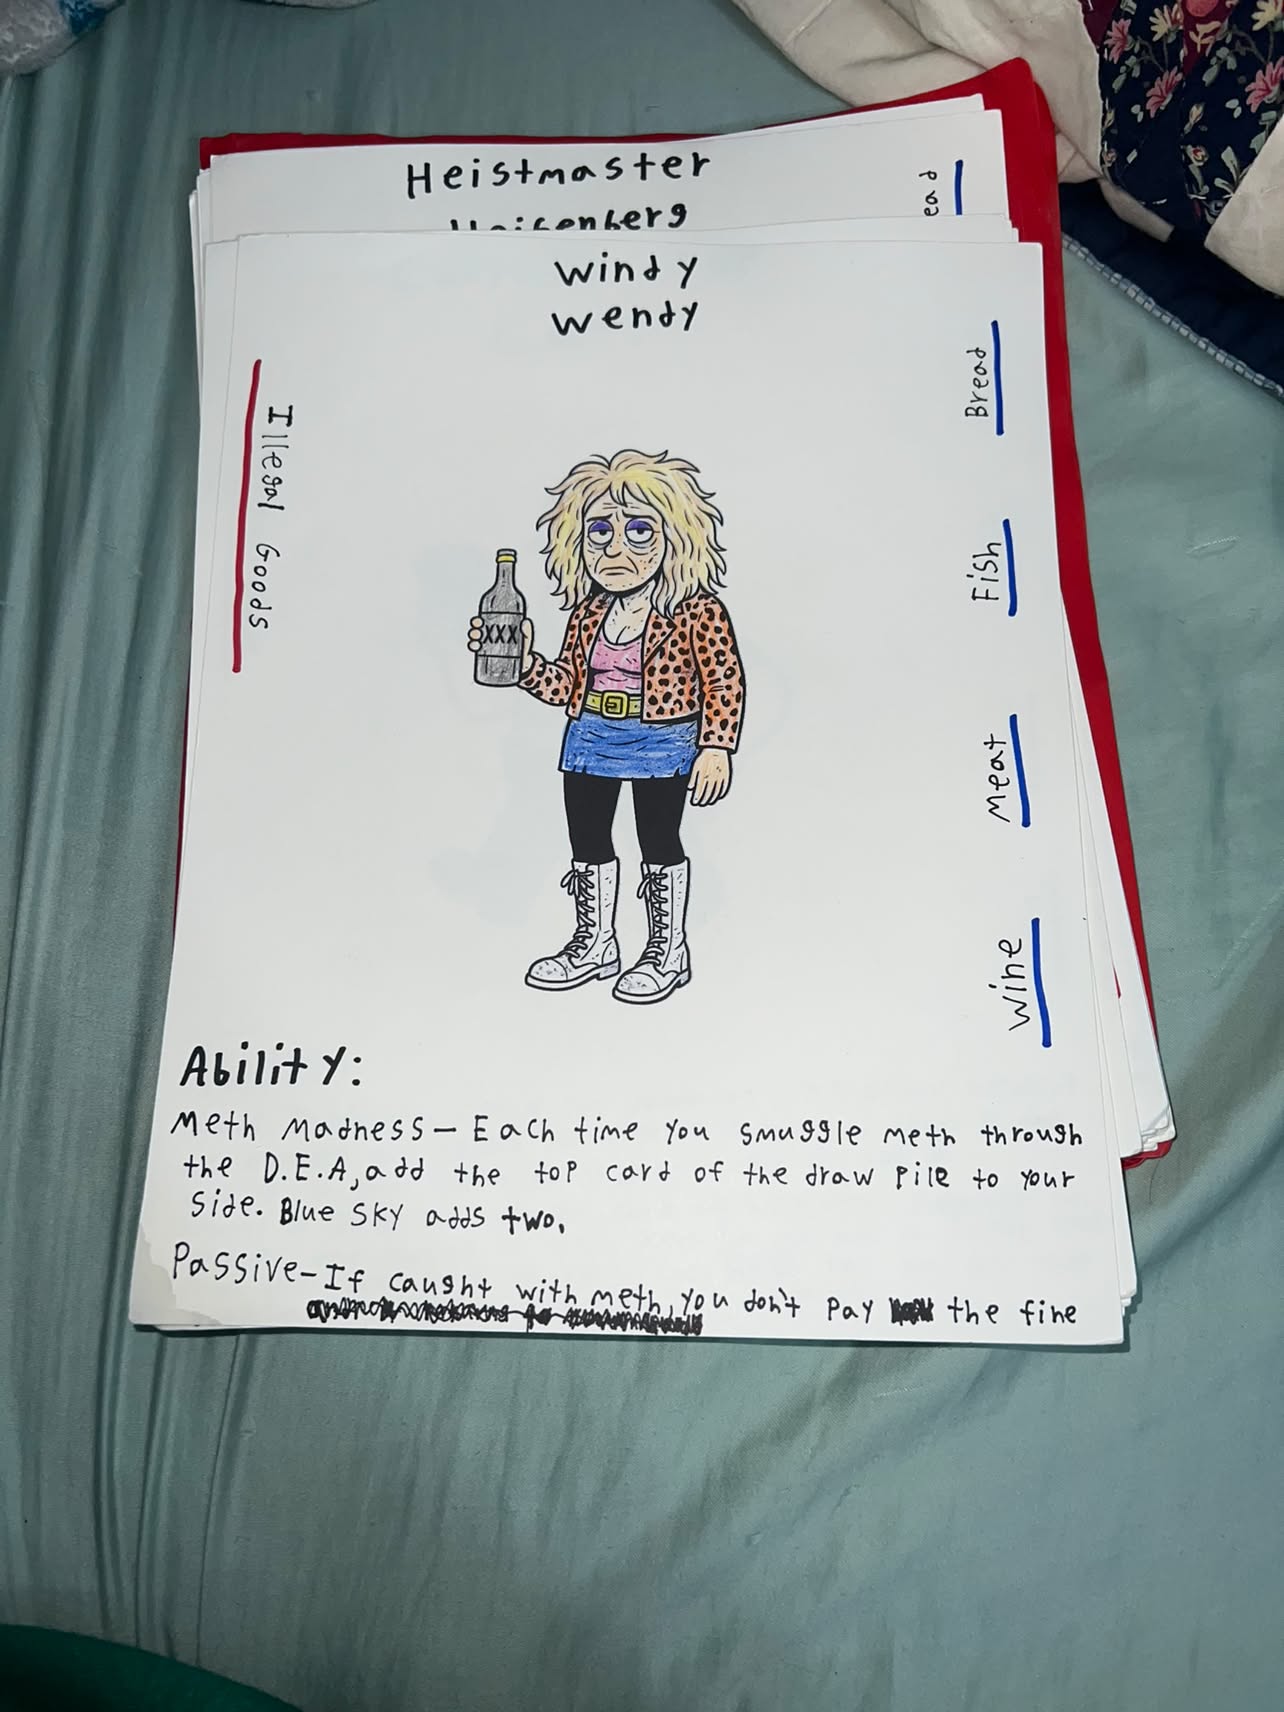 Heistmaster
Heisenberg
ead
Windy
Wendy
Illegal Goods
Bread
Fish
Meat
Wine
XXX
Ability:
Meth Madness — Each time you smuggle meth through
the D.E.A, add the top card of the draw pile to your
side. Blue Sky adds two.
Passive — If caught with meth, you don't pay the fine